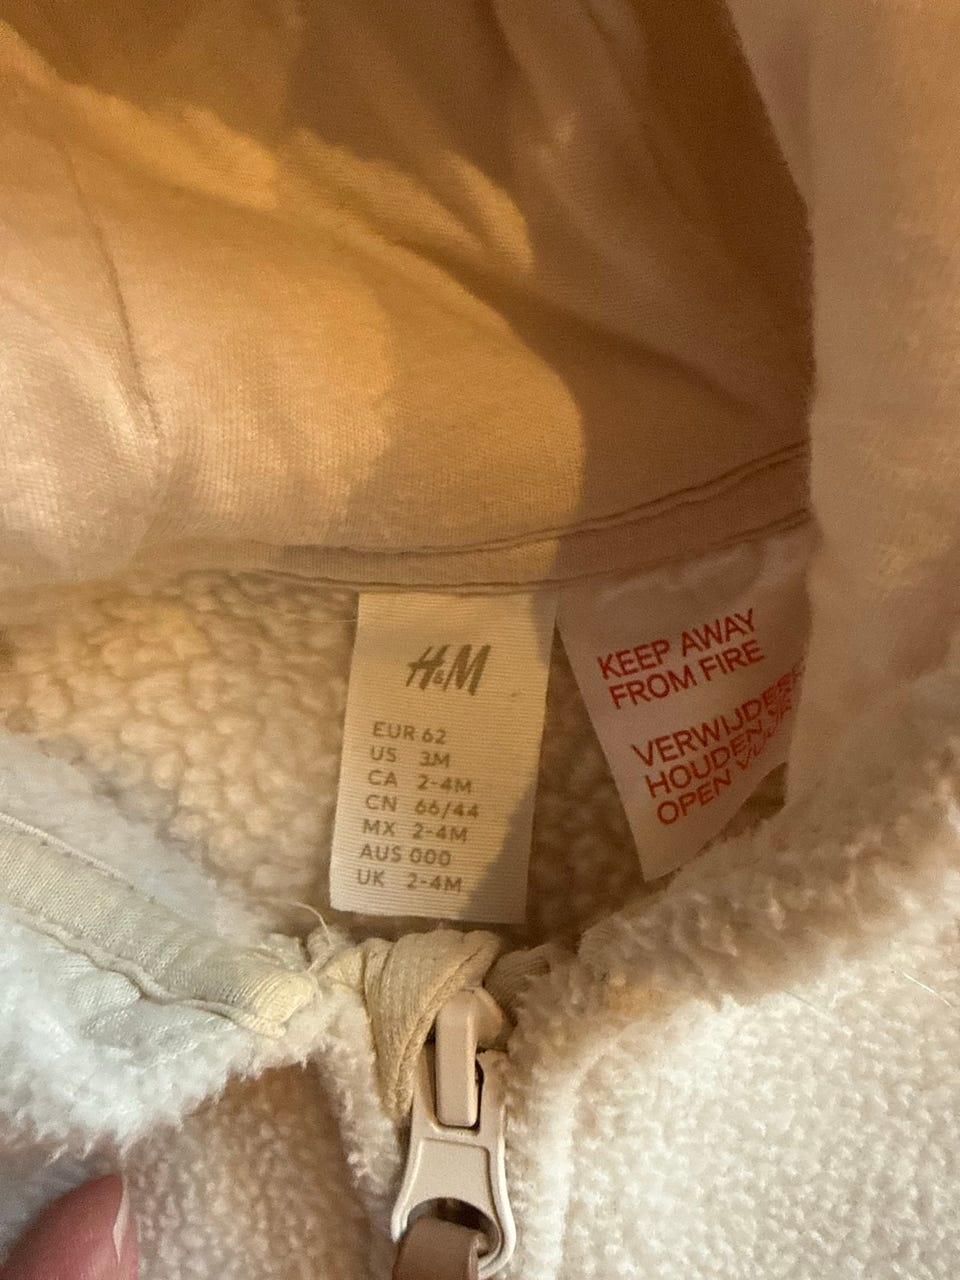 H&M
EUR 62
US 3M
CA 2-4M
CN 66/44
MX 2-4M
AUS 000
UK 2-4M
KEEP AWAY
FROM FIRE
HOUDEN
OPEN